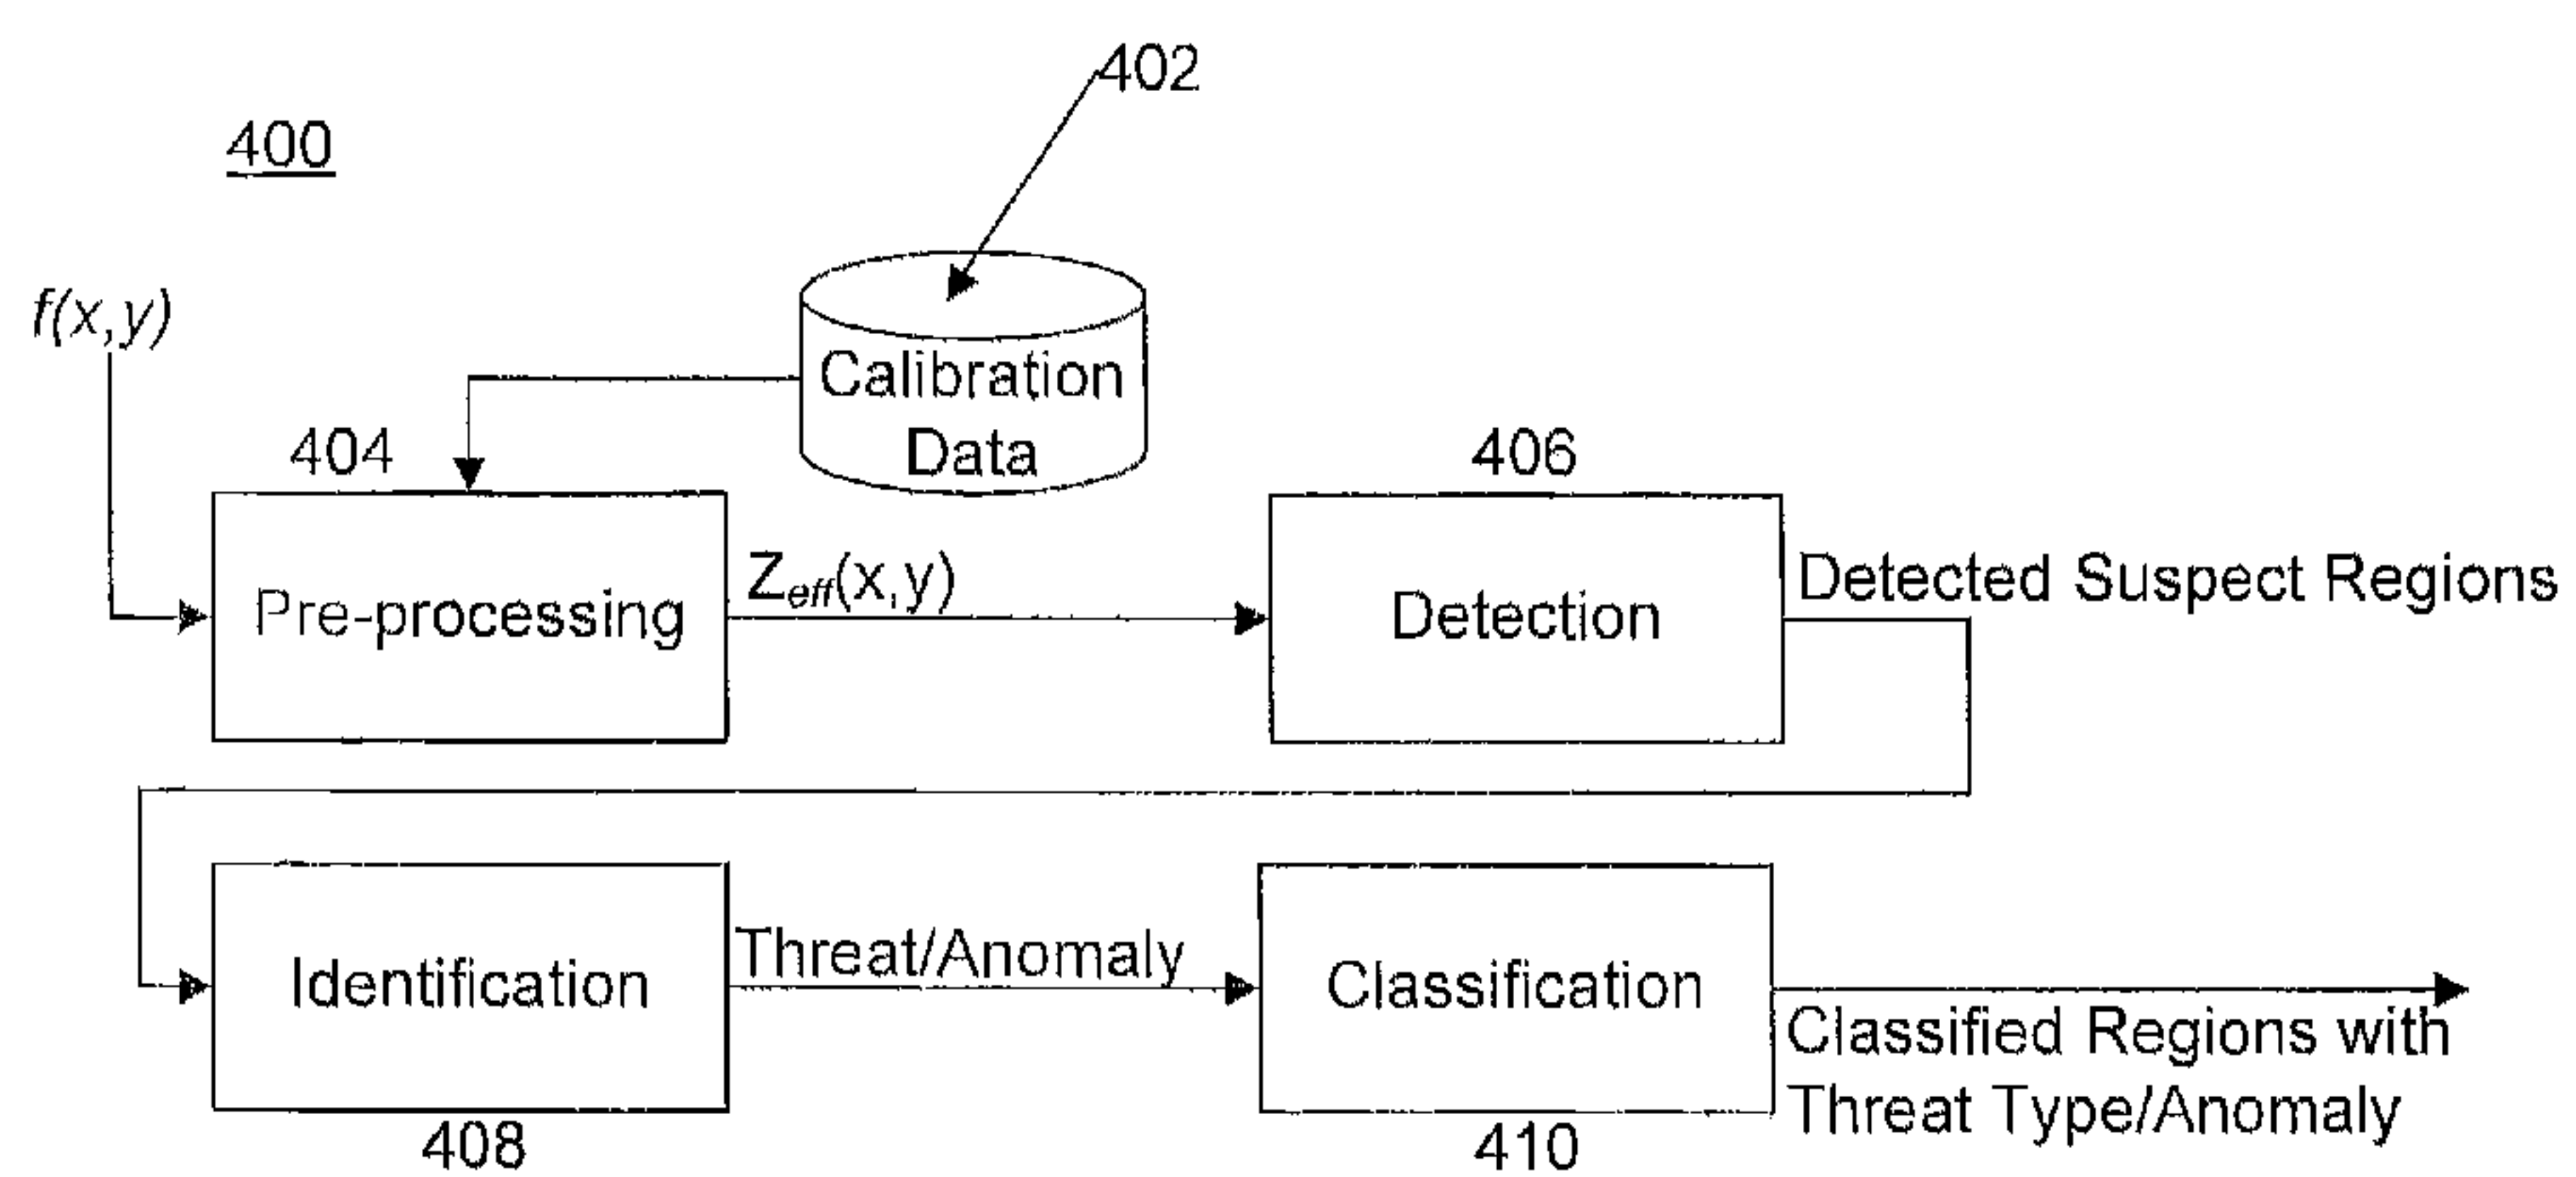 402
400
f(x,y)
Calibration
Data
404
406
Pre-processing
Zeff(x,y)
Detection
Detected Suspect Regions
Identification
Threat/Anomaly
Classification
Classified Regions with
Threat Type/Anomaly
408
410